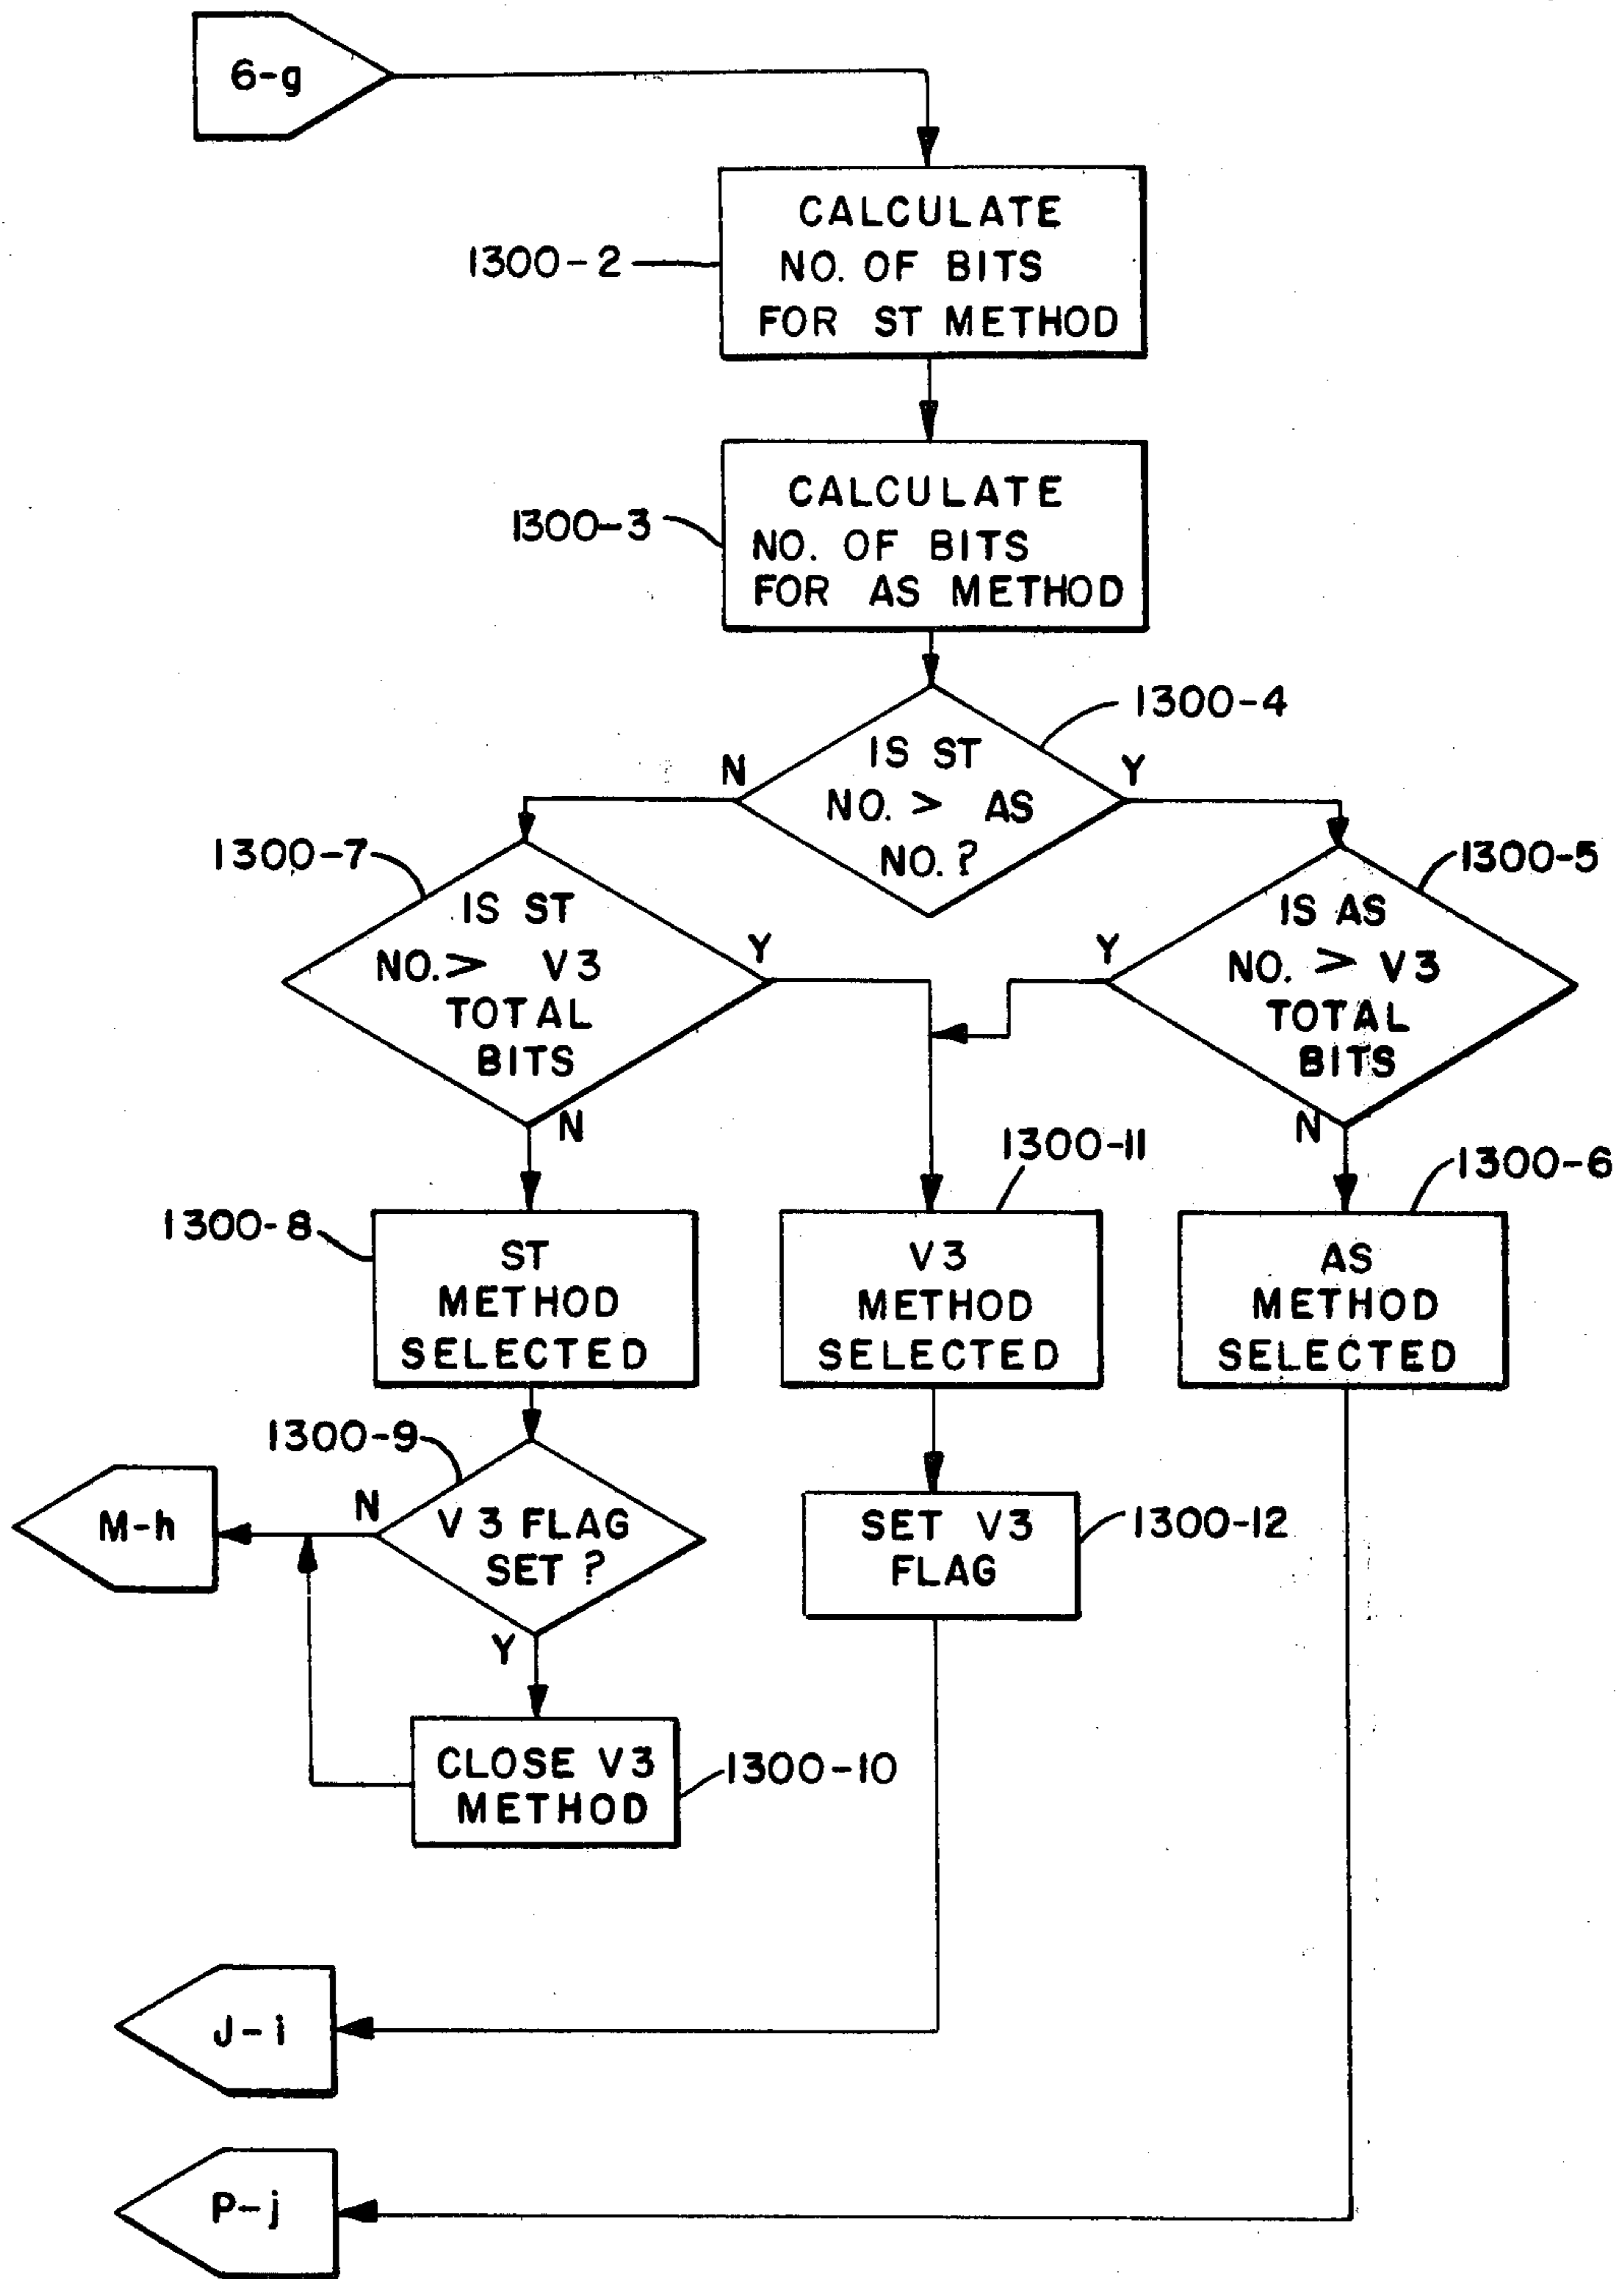 6-g
CALCULATE
NO. OF BITS
FOR ST METHOD
1300-2
CALCULATE
NO. OF BITS
FOR AS METHOD
1300-3
1300-4
IS ST
NO. > AS
NO.?
N
Y
1300-7
IS ST
NO. > V3
TOTAL
BITS
Y
N
1300-5
IS AS
NO. > V3
TOTAL
BITS
Y
N
1300-8
ST
METHOD
SELECTED
1300-11
V3
METHOD
SELECTED
1300-6
AS
METHOD
SELECTED
1300-9
V3 FLAG
SET ?
N
Y
M-h
SET V3
FLAG
1300-12
CLOSE V3
METHOD
1300-10
J-i
P-j